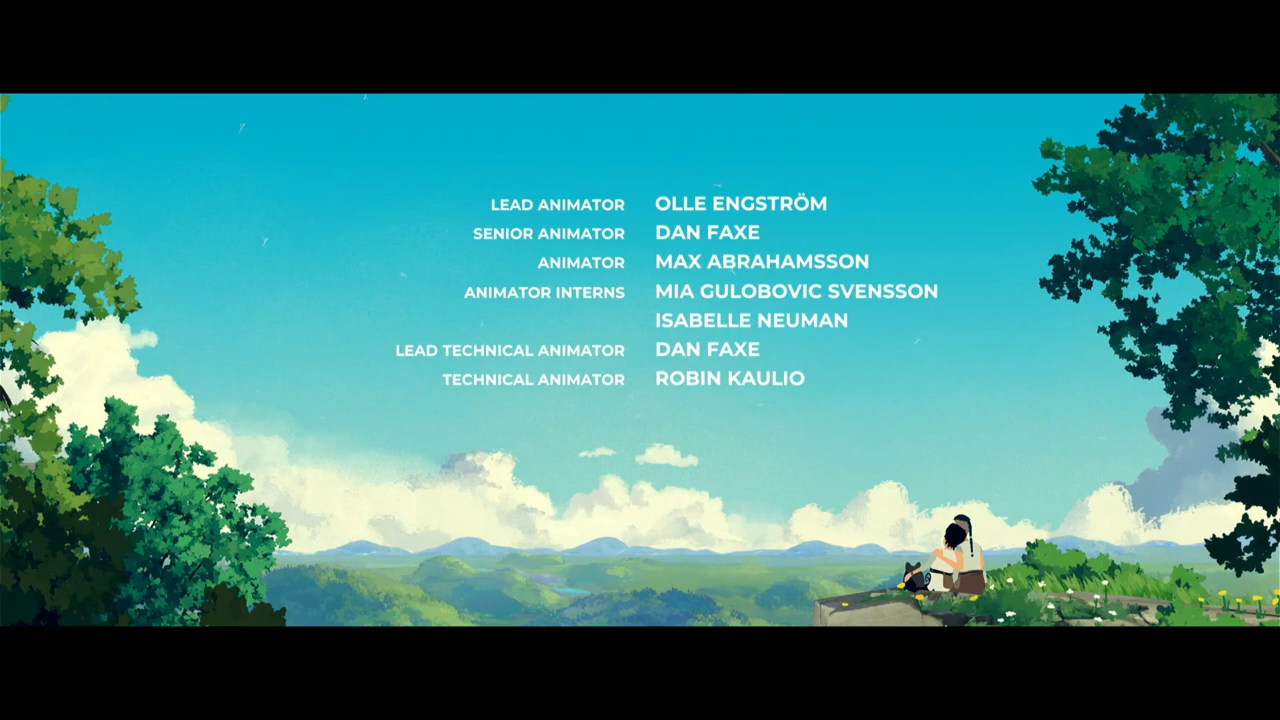 LEAD ANIMATOR OLLE ENGSTRÖM
SENIOR ANIMATOR DAN FAXE
ANIMATOR MAX ABRAHAMSSON
ANIMATOR INTERNS MIA GULOBOVIC SVENSSON
ISABELLE NEUMAN
LEAD TECHNICAL ANIMATOR DAN FAXE
TECHNICAL ANIMATOR ROBIN KAULIO